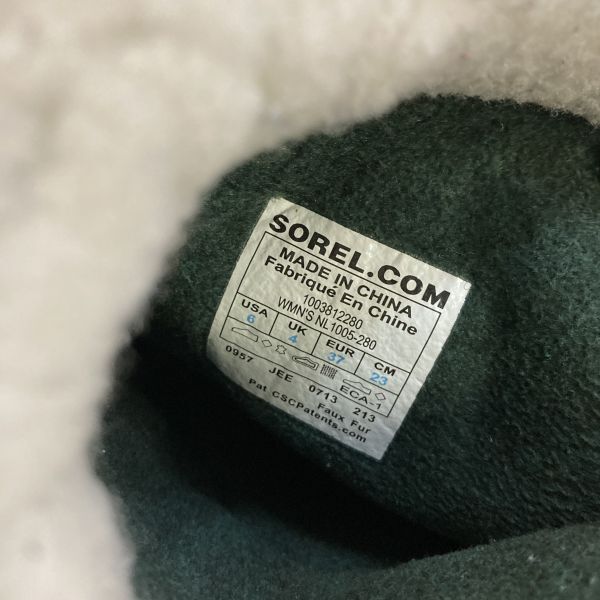 SOREL.COM
MADE IN CHINA
Fabriqué En Chine
1003812280
WMN'S NL1005-280
USA UK EUR CM
6 4 37 23
ECA-1
0957 JEE 0713 213
Faux Fur
Pat CSCPatents.com